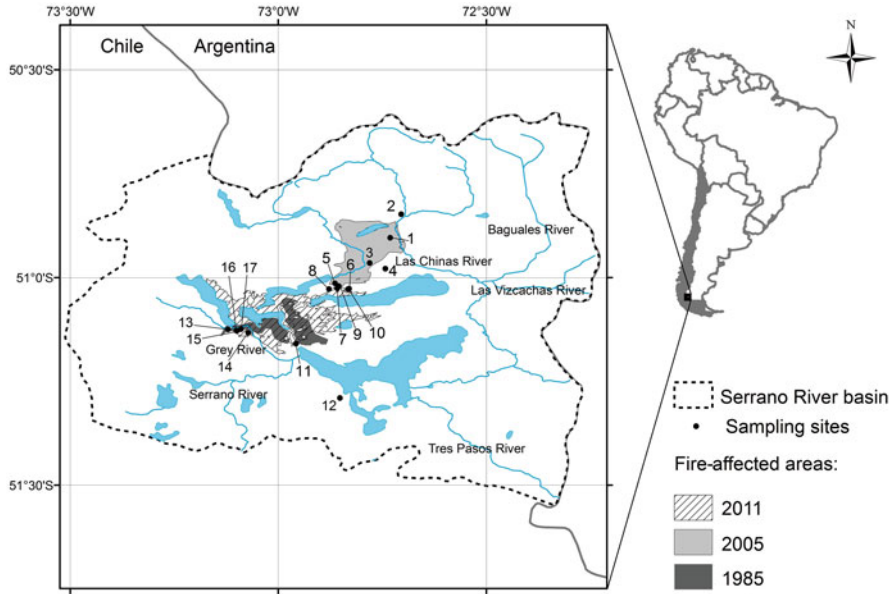 73°30'S 73°0'W 72°30'W
Chile Argentina
N
50°30'S
2
Baguales River
1
3
Las Chinas River
4
51°0'S
5 6
8
Las Vizcachas River
16 17
13
7 9 10
15
Grey River
14
11
Serrano River
12
Tres Pasos River
51°30'S
Serrano River basin
Sampling sites
Fire-affected areas:
2011
2005
1985